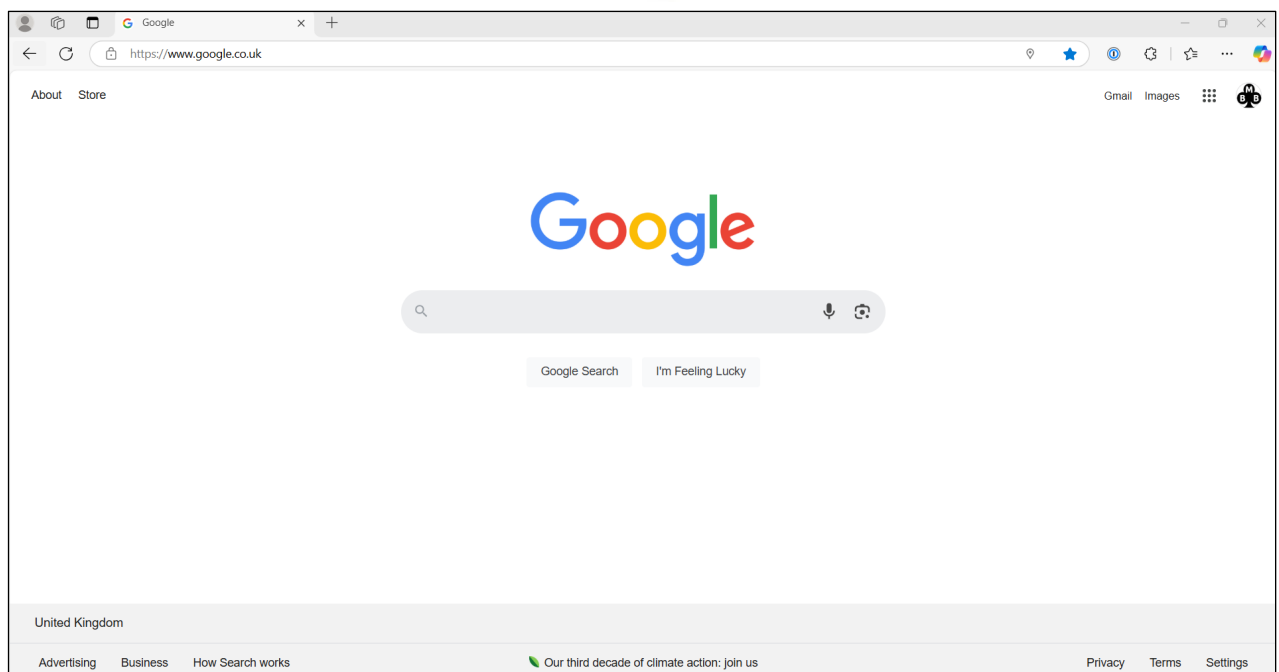 Google
https://www.google.co.uk
About Store Gmail Images M B B
Google
Google Search I'm Feeling Lucky
United Kingdom
Advertising Business How Search works Our third decade of climate action: join us Privacy Terms Settings